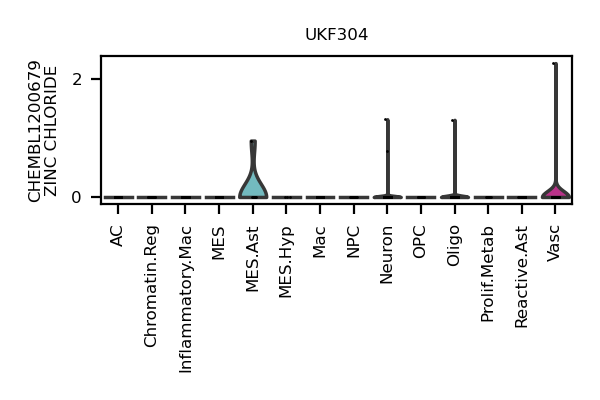 UKF304
CHEMBL1200679
ZINC CHLORIDE
2
0
AC
Chromatin.Reg
Inflammatory.Mac
MES
MES.Ast
MES.Hyp
Mac
NPC
Neuron
OPC
Oligo
Prolif.Metab
Reactive.Ast
Vasc